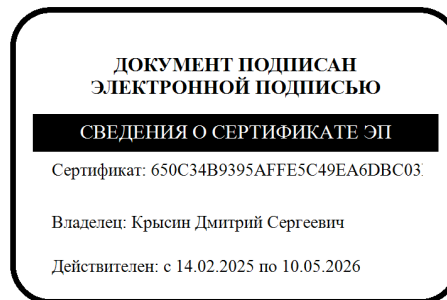 ДОКУМЕНТ ПОДПИСАН
ЭЛЕКТРОННОЙ ПОДПИСЬЮ
СВЕДЕНИЯ О СЕРТИФИКАТЕ ЭП
Сертификат: 650C34B9395AFFE5C49EA6DBC03
Владелец: Крысин Дмитрий Сергеевич
Действителен: с 14.02.2025 по 10.05.2026